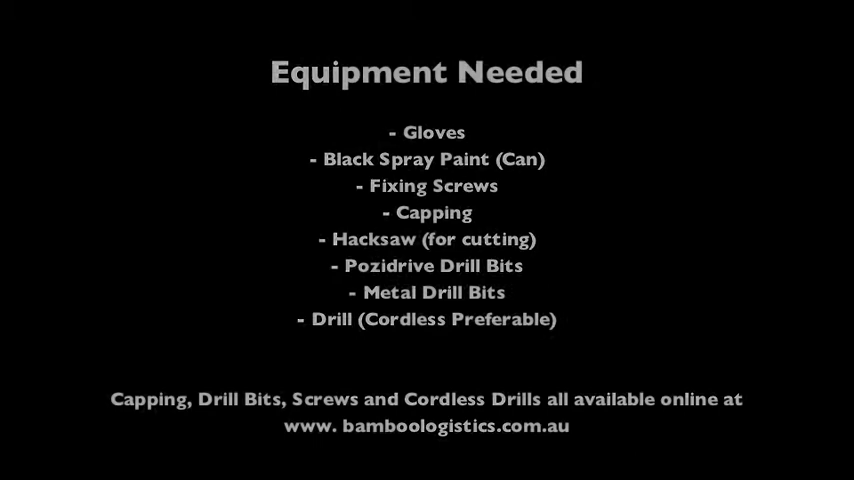 Equipment Needed
- Gloves
- Black Spray Paint (Can)
- Fixing Screws
- Capping
- Hacksaw (for cutting)
- Pozidrive Drill Bits
- Metal Drill Bits
- Drill (Cordless Preferable)
Capping, Drill Bits, Screws and Cordless Drills all available online at
www. bamboologistics.com.au